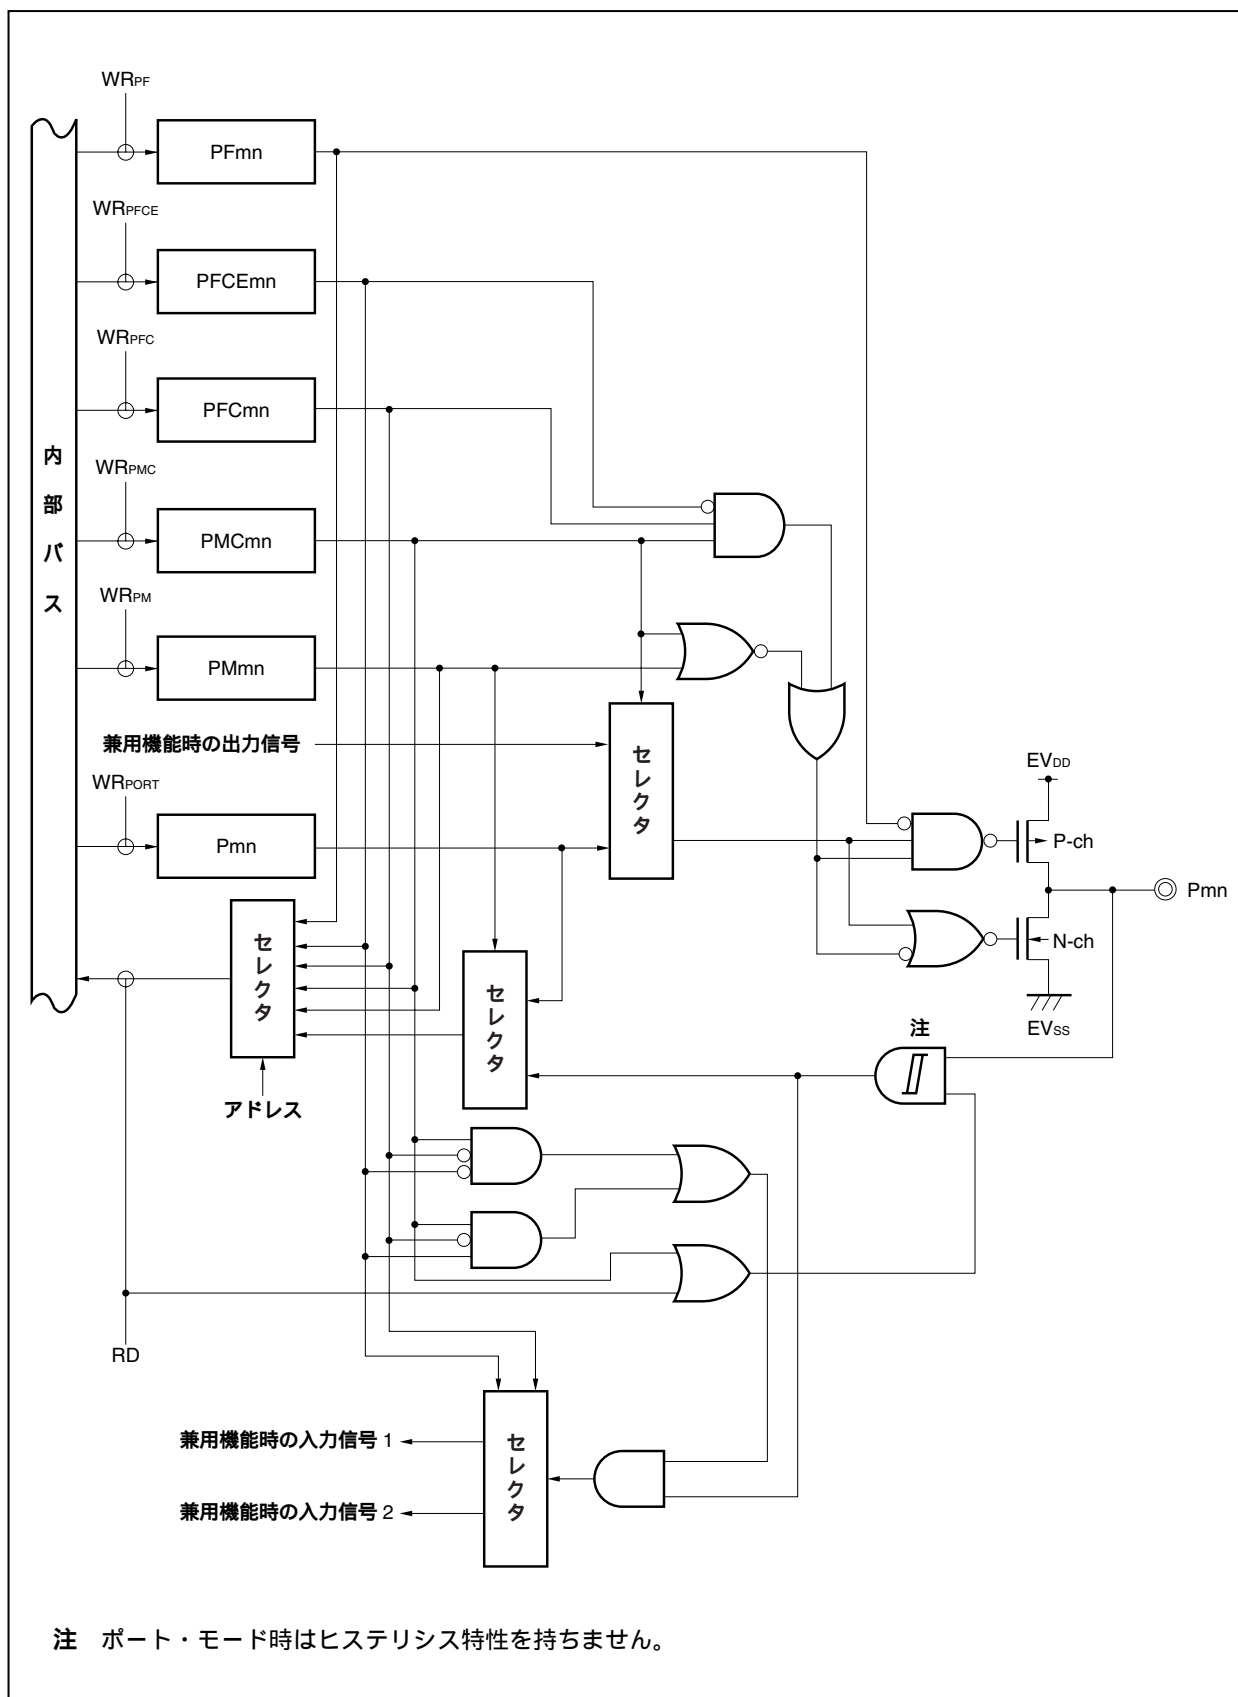 WRPF
PFmn
WRPFCE
PFCEmn
WRPFC
PFCmn
内部バス
WRPMC
PMCmn
WRPM
PMmn
兼用機能時の出力信号
セレクタ
WRPORT
Pmn
EVDD
P-ch
Pmn
N-ch
EVSS
セレクタ
セレクタ
注
アドレス
RD
兼用機能時の入力信号 1
セレクタ
兼用機能時の入力信号 2
注 ポート・モード時はヒステリシス特性を持ちません。